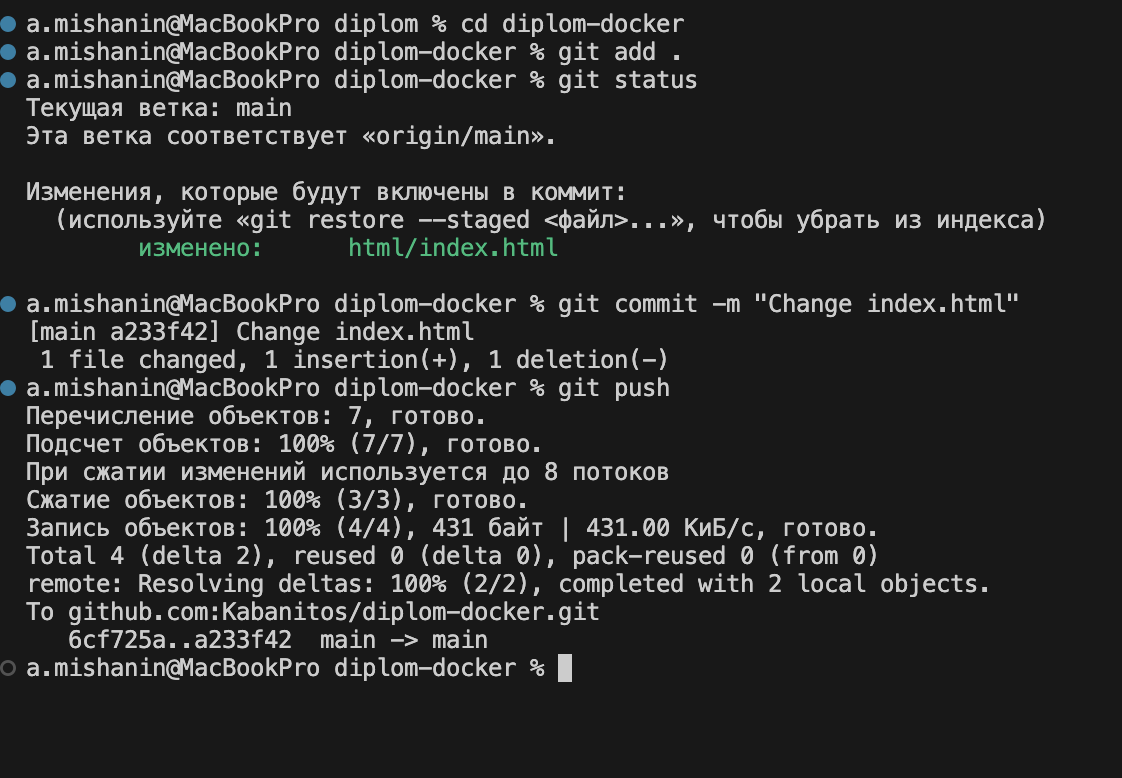 a.mishanin@MacBookPro diplom % cd diplom-docker
a.mishanin@MacBookPro diplom-docker % git add .
a.mishanin@MacBookPro diplom-docker % git status
Текущая ветка: main
Эта ветка соответствует «origin/main».
Изменения, которые будут включены в коммит:
(используйте «git restore --staged <файл>...», чтобы убрать из индекса)
изменено:      html/index.html
a.mishanin@MacBookPro diplom-docker % git commit -m "Change index.html"
[main a233f42] Change index.html
1 file changed, 1 insertion(+), 1 deletion(-)
a.mishanin@MacBookPro diplom-docker % git push
Перечисление объектов: 7, готово.
Подсчет объектов: 100% (7/7), готово.
При сжатии изменений используется до 8 потоков
Сжатие объектов: 100% (3/3), готово.
Запись объектов: 100% (4/4), 431 байт | 431.00 КиБ/с, готово.
Total 4 (delta 2), reused 0 (delta 0), pack-reused 0 (from 0)
remote: Resolving deltas: 100% (2/2), completed with 2 local objects.
To github.com:Kabanitos/diplom-docker.git
6cf725a..a233f42  main -> main
a.mishanin@MacBookPro diplom-docker %